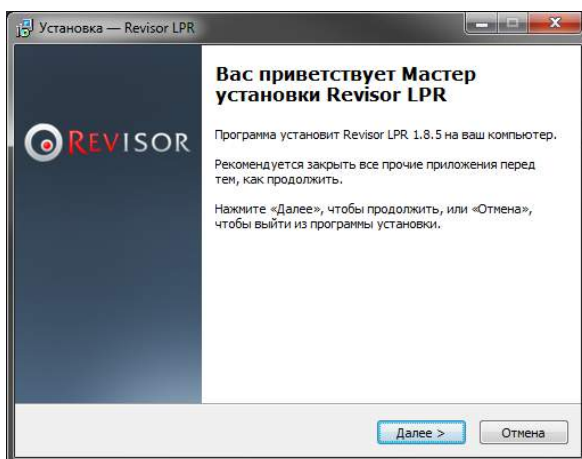 Установка — Revisor LPR
REVISOR
Вас приветствует Мастер
установки Revisor LPR
Программа установит Revisor LPR 1.8.5 на ваш компьютер.
Рекомендуется закрыть все прочие приложения перед
тем, как продолжить.
Нажмите «Далее», чтобы продолжить, или «Отмена»,
чтобы выйти из программы установки.
Далее >
Отмена